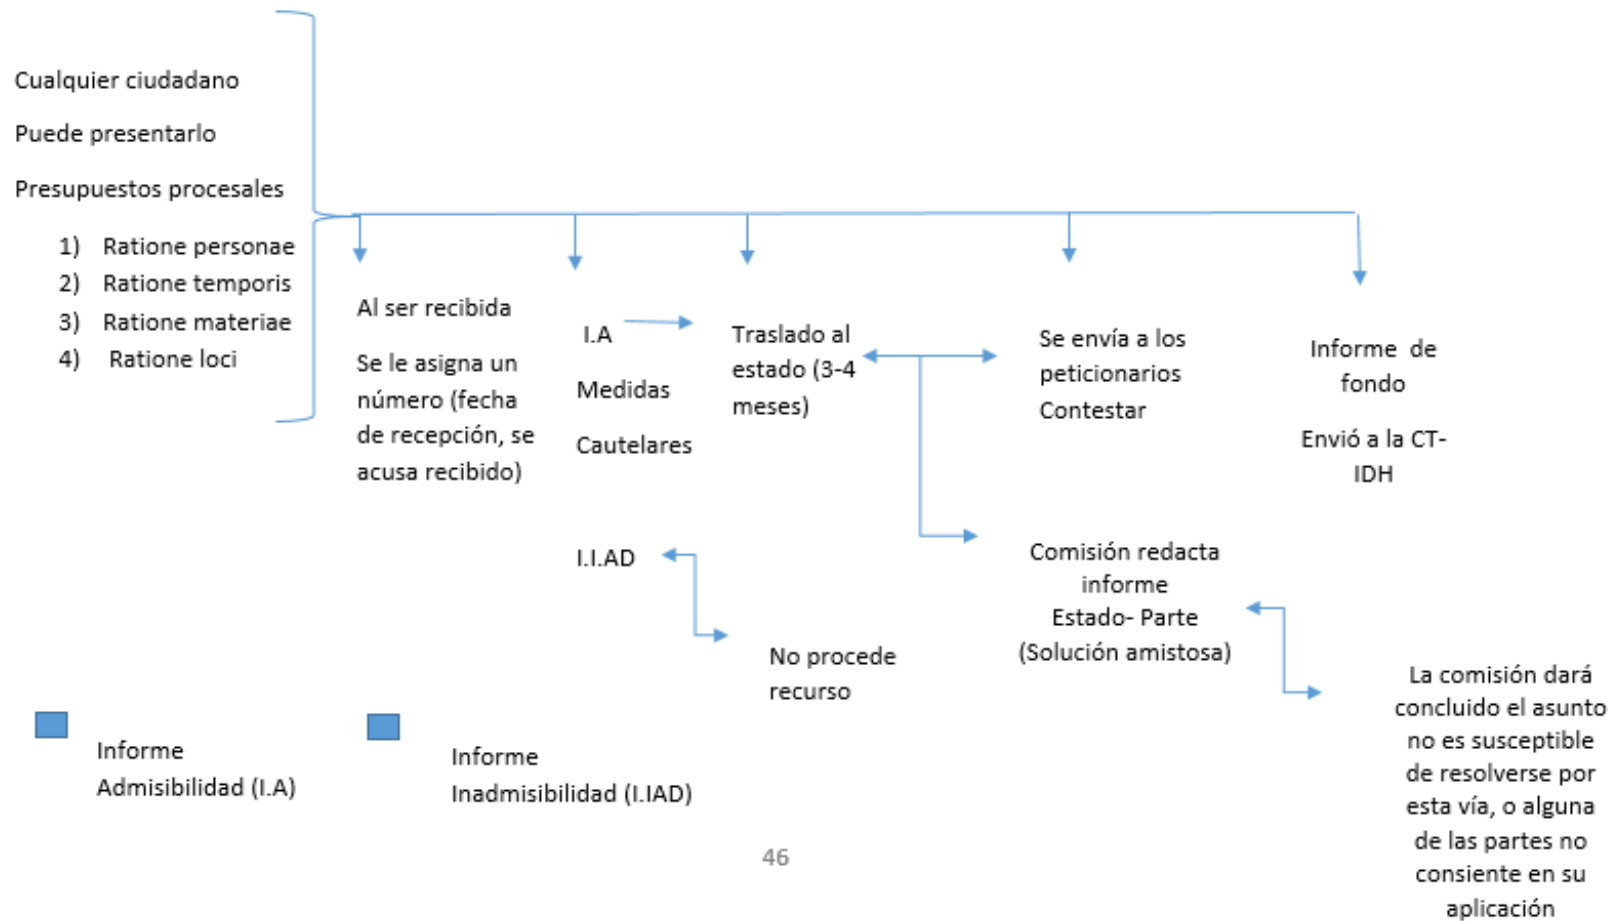 Cualquier ciudadano
Puede presentarlo
Presupuestos procesales
1) Ratione personae
2) Ratione temporis
3) Ratione materiae
4) Ratione loci
Al ser recibida
Se le asigna un
número (fecha
de recepción, se
acusa recibido)
I.A
Medidas
Cautelares
I.I.AD
Traslado al
estado (3-4
meses)
No procede
recurso
Se envía a los
peticionarios
Contestar
Comisión redacta
informe
Estado- Parte
(Solución amistosa)
Informe de
fondo
Envió a la CT-
IDH
La comisión dará
concluido el asunto
no es susceptible
de resolverse por
esta vía, o alguna
de las partes no
consiente en su
aplicación
Informe
Admisibilidad (I.A)
Informe
Inadmisibilidad (I.IAD)
46